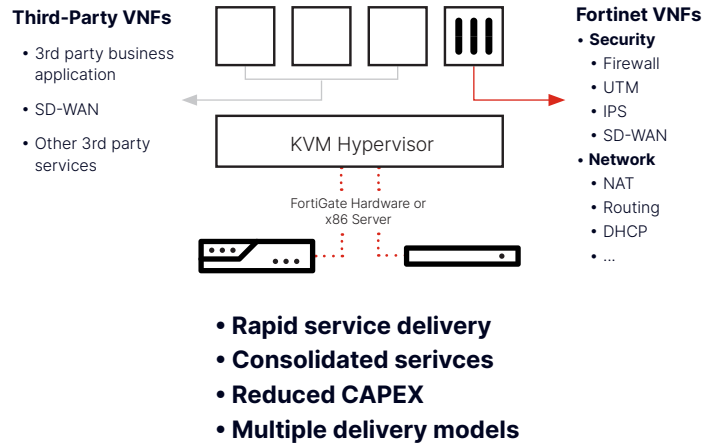 Third-Party VNFs
• 3rd party business
application
• SD-WAN
• Other 3rd party
services
KVM Hypervisor
FortiGate Hardware or
x86 Server
Fortinet VNFs
• Security
• Firewall
• UTM
• IPS
• SD-WAN
• Network
• NAT
• Routing
• DHCP
• ...
• Rapid service delivery
• Consolidated serivces
• Reduced CAPEX
• Multiple delivery models